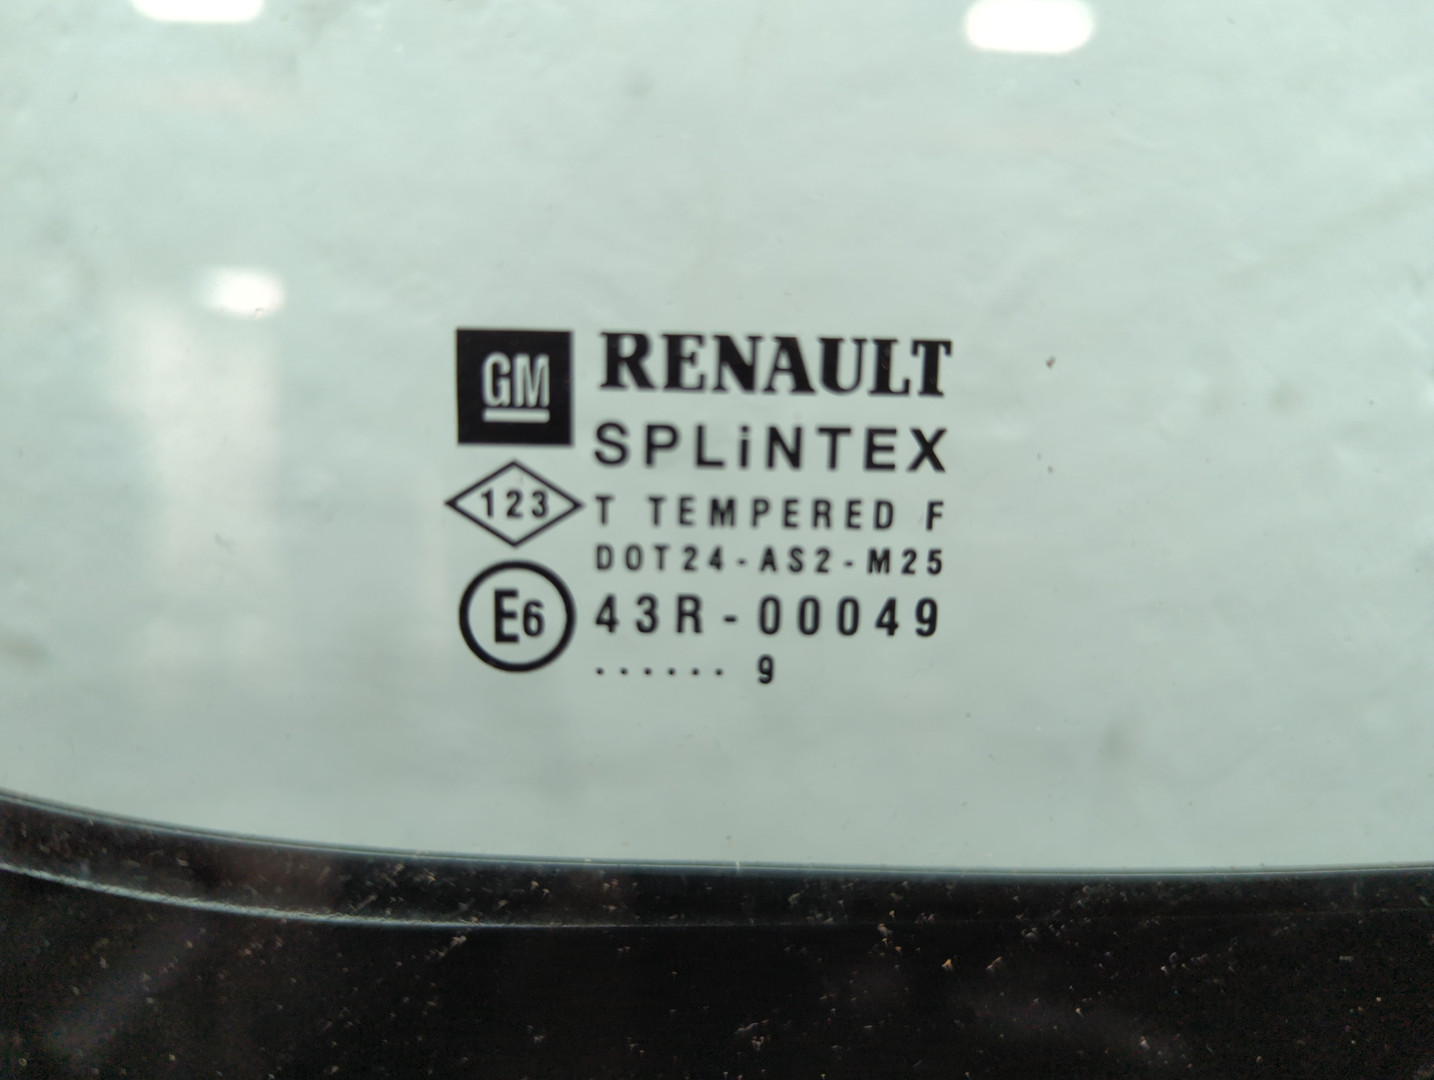 GM RENAULT
SPLiNTEX
123 T TEMPERED F
DOT24-AS2-M25
E6 43R-00049
...... 9